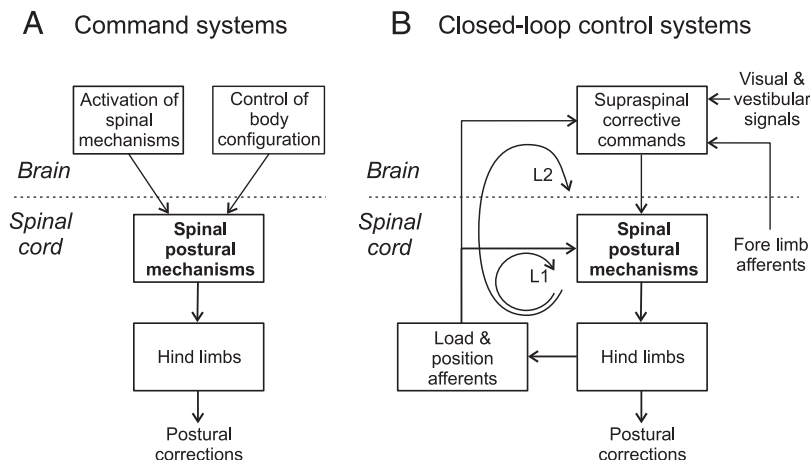 A Command systems
Activation of
spinal
mechanisms
Control of
body
configuration
Brain
Spinal
cord
Spinal
postural
mechanisms
Hind limbs
Postural
corrections
B Closed-loop control systems
Supraspinal
corrective
commands
Visual &
vestibular
signals
Brain
L2
Spinal
cord
Spinal
postural
mechanisms
Fore limb
afferents
L1
Load &
position
afferents
Hind limbs
Postural
corrections